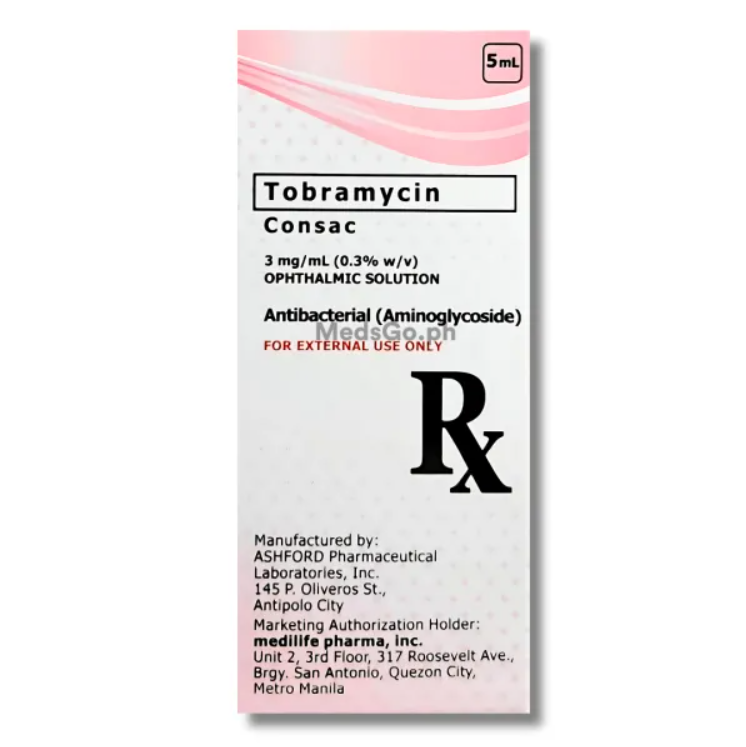 5mL
Tobramycin
Consac
3 mg/mL (0.3% w/v)
OPHTHALMIC SOLUTION
Antibacterial (Aminoglycoside)
MedsGo.ph
FOR EXTERNAL USE ONLY
Rx
Manufactured by:
ASHFORD Pharmaceutical
Laboratories, Inc.
145 P. Oliveros St.,
Antipolo City
Marketing Authorization Holder:
medilife pharma, inc.
Unit 2, 3rd Floor, 317 Roosevelt Ave.,
Brgy. San Antonio, Quezon City,
Metro Manila